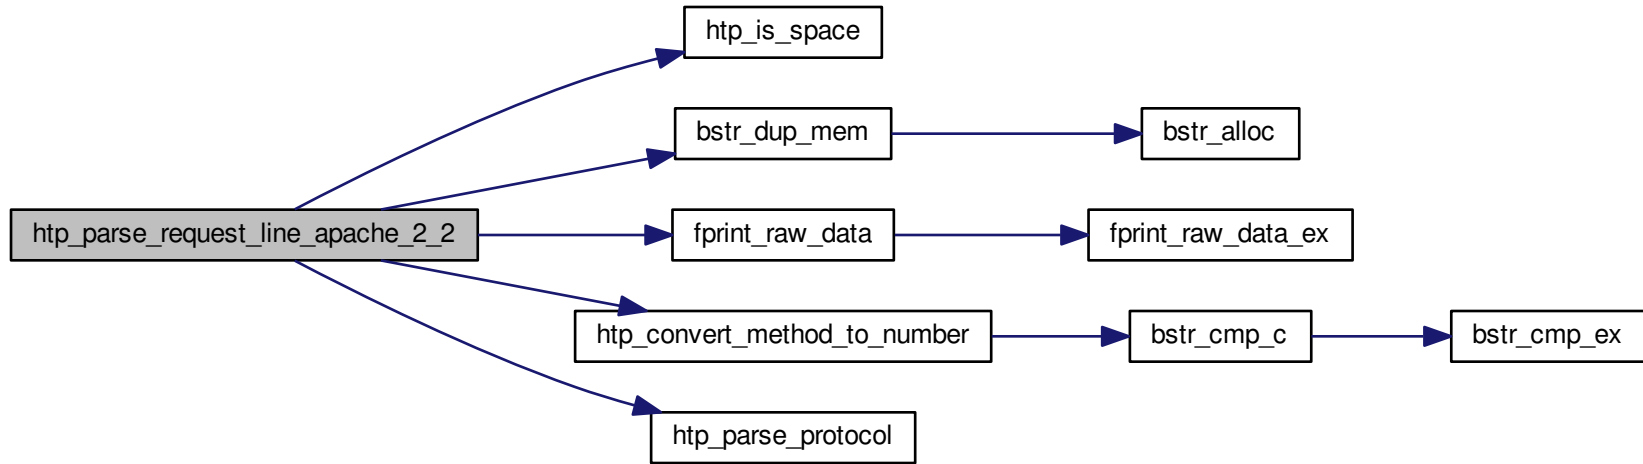 htp_is_space
bstr_dup_mem
bstr_alloc
htp_parse_request_line_apache_2_2
fprint_raw_data
fprint_raw_data_ex
htp_convert_method_to_number
bstr_cmp_c
bstr_cmp_ex
htp_parse_protocol